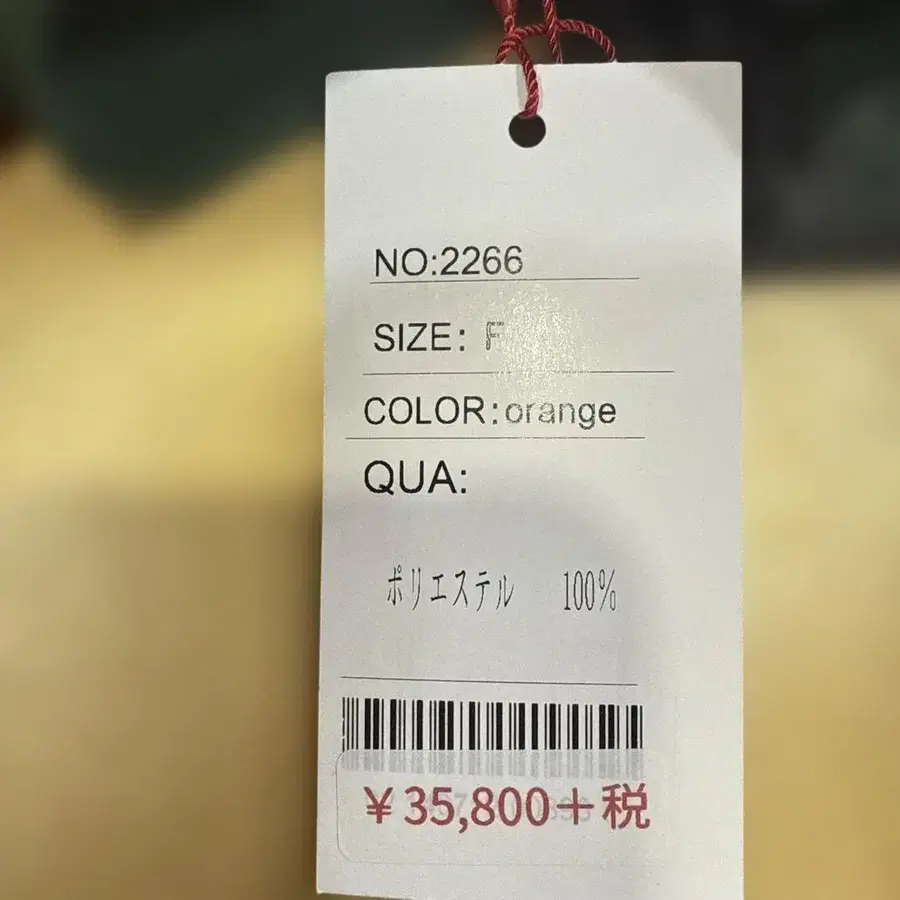 NO:2266
SIZE: F
COLOR:orange
QUA:
ポリエステル 100%
¥35,800+税